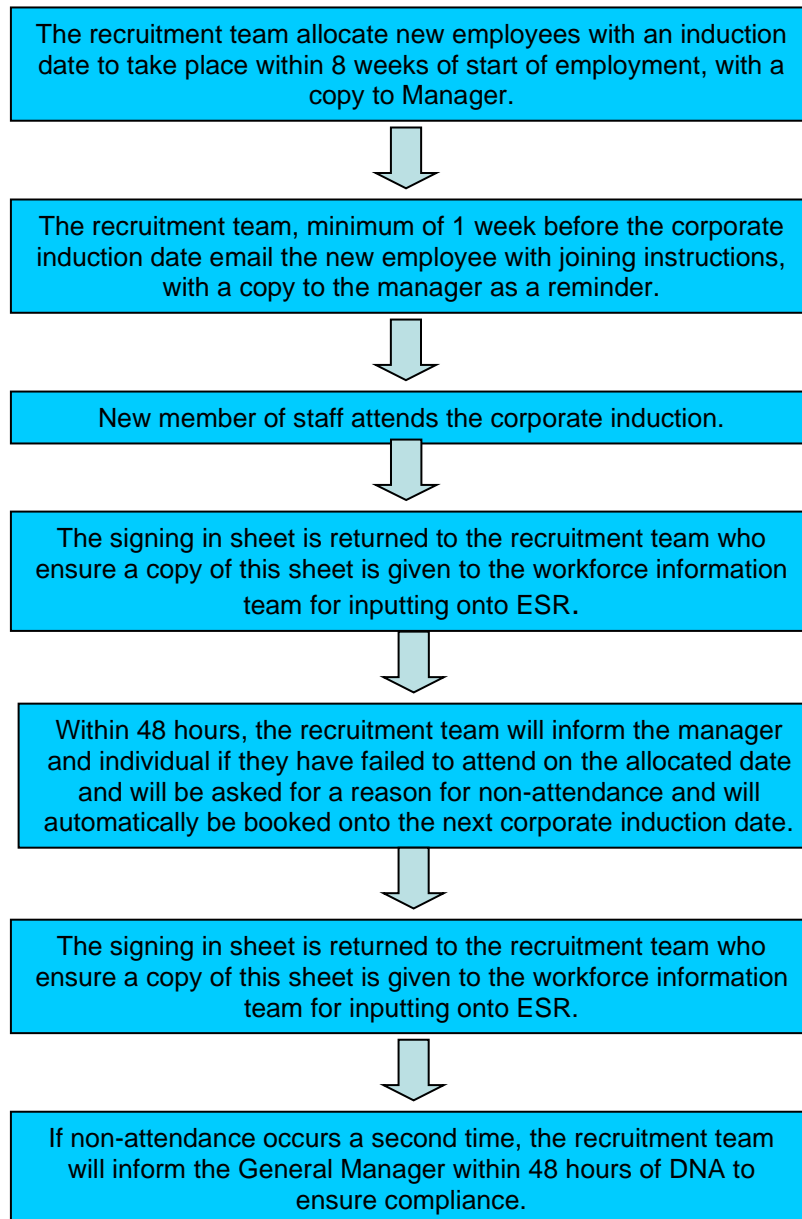 The recruitment team allocate new employees with an induction
date to take place within 8 weeks of start of employment, with a
copy to Manager.
The recruitment team, minimum of 1 week before the corporate
induction date email the new employee with joining instructions,
with a copy to the manager as a reminder.
New member of staff attends the corporate induction.
The signing in sheet is returned to the recruitment team who
ensure a copy of this sheet is given to the workforce information
team for inputting onto ESR.
Within 48 hours, the recruitment team will inform the manager
and individual if they have failed to attend on the allocated date
and will be asked for a reason for non-attendance and will
automatically be booked onto the next corporate induction date.
The signing in sheet is returned to the recruitment team who
ensure a copy of this sheet is given to the workforce information
team for inputting onto ESR.
If non-attendance occurs a second time, the recruitment team
will inform the General Manager within 48 hours of DNA to
ensure compliance.